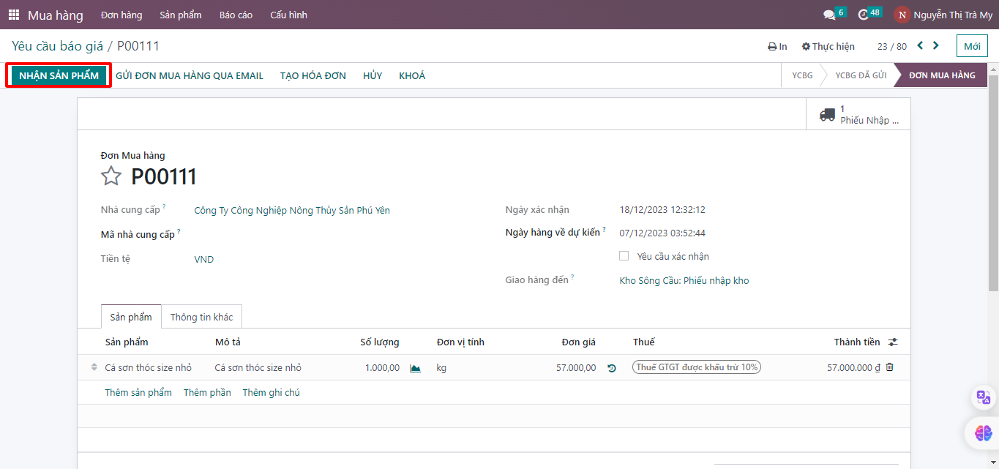 Mua hàng Đơn hàng Sản phẩm Báo cáo Cấu hình 6 48 N Nguyễn Thị Trà My
Yêu cầu báo giá / P00111 In Thực hiện 23 / 80 Mới
NHẬN SẢN PHẨM GỬI ĐƠN MUA HÀNG QUA EMAIL TẠO HÓA ĐƠN HỦY KHOÁ YCBG YCBG ĐÃ GỬI ĐƠN MUA HÀNG
1
Phiếu Nhập ...
Đơn Mua hàng
P00111
Nhà cung cấp ? Công Ty Công Nghiệp Nông Thủy Sản Phú Yên Ngày xác nhận 18/12/2023 12:32:12
Mã nhà cung cấp ? Ngày hàng về dự kiến ? 07/12/2023 03:52:44
Tiền tệ VND Yêu cầu xác nhận
Giao hàng đến ? Kho Sông Cầu: Phiếu nhập kho
Sản phẩm Thông tin khác
Sản phẩm Mô tả Số lượng Đơn vị tính Đơn giá Thuế Thành tiền
Cá sơn thóc size nhỏ Cá sơn thóc size nhỏ 1.000,00 kg 57.000,00 Thuế GTGT được khấu trừ 10% 57.000.000 ₫
Thêm sản phẩm Thêm phần Thêm ghi chú